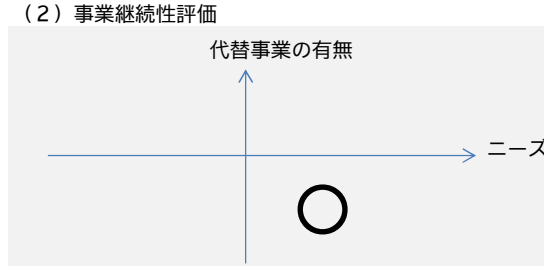 （２）事業継続性評価
代替事業の有無
ニーズ